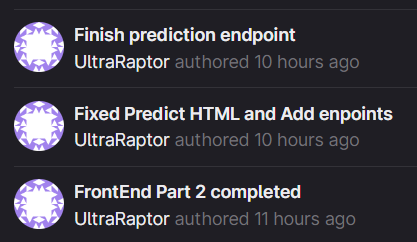 Finish prediction endpoint
UltraRaptor authored 10 hours ago
Fixed Predict HTML and Add enpoints
UltraRaptor authored 10 hours ago
FrontEnd Part 2 completed
UltraRaptor authored 11 hours ago